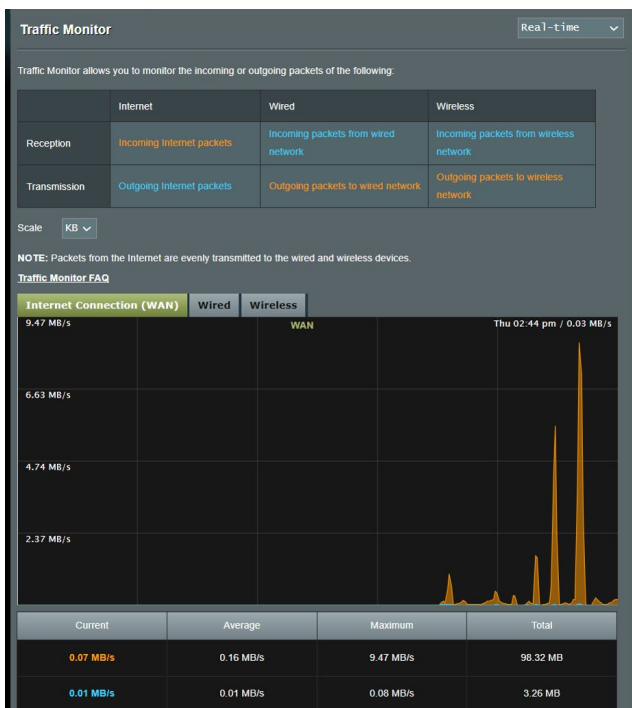 Traffic Monitor
Real-time
Traffic Monitor allows you to monitor the incoming or outgoing packets of the following:
Internet Wired Wireless
Reception Incoming Internet packets Incoming packets from wired network Incoming packets from wireless network
Transmission Outgoing Internet packets Outgoing packets to wired network Outgoing packets to wireless network
Scale KB
NOTE: Packets from the Internet are evenly transmitted to the wired and wireless devices.
Traffic Monitor FAQ
Internet Connection (WAN) Wired Wireless
9.47 MB/s WAN Thu 02:44 pm / 0.03 MB/s
6.63 MB/s
4.74 MB/s
2.37 MB/s
Current Average Maximum Total
0.07 MB/s 0.16 MB/s 9.47 MB/s 98.32 MB
0.01 MB/s 0.01 MB/s 0.08 MB/s 3.26 MB